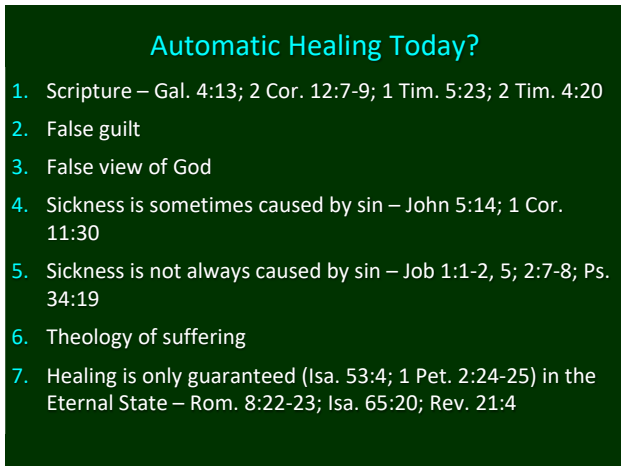 Automatic Healing Today?
1. Scripture – Gal. 4:13; 2 Cor. 12:7-9; 1 Tim. 5:23; 2 Tim. 4:20
2. False guilt
3. False view of God
4. Sickness is sometimes caused by sin – John 5:14; 1 Cor.
11:30
5. Sickness is not always caused by sin – Job 1:1-2, 5; 2:7-8; Ps.
34:19
6. Theology of suffering
7. Healing is only guaranteed (Isa. 53:4; 1 Pet. 2:24-25) in the
Eternal State – Rom. 8:22-23; Isa. 65:20; Rev. 21:4